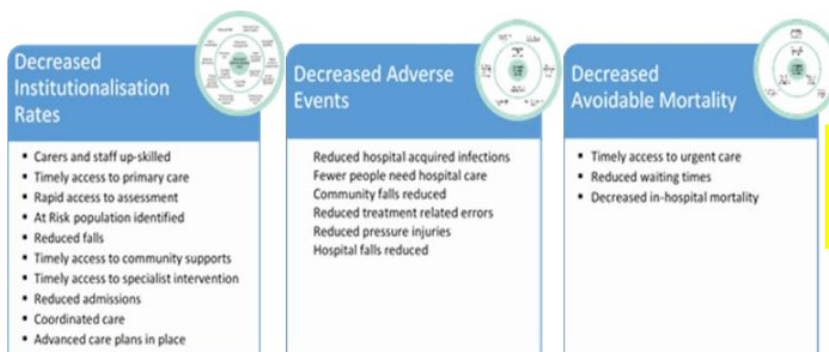 Decreased
Institutionalisation
Rates
▪ Carers and staff up-skilled
▪ Timely access to primary care
▪ Rapid access to assessment
▪ At Risk population identified
▪ Reduced falls
▪ Timely access to community supports
▪ Timely access to specialist intervention
▪ Reduced admissions
▪ Coordinated care
▪ Advanced care plans in place
Decreased Adverse
Events
Reduced hospital acquired infections
Fewer people need hospital care
Community falls reduced
Reduced treatment related errors
Reduced pressure injuries
Hospital falls reduced
Decreased
Avoidable Mortality
▪ Timely access to urgent care
▪ Reduced waiting times
▪ Decreased in-hospital mortality